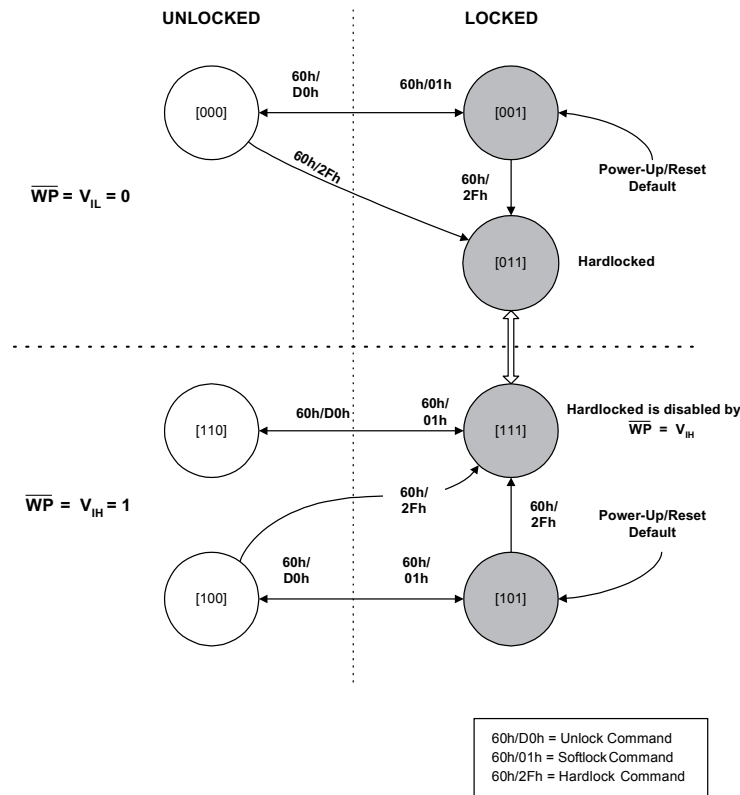 UNLOCKED
LOCKED
60h/
D0h
60h/01h
[000]
[001]
60h/2Fh
60h/
2Fh
Power-Up/Reset
Default
WP = VIL = 0
[011]
Hardlocked
60h/D0h
60h/
01h
[110]
[111]
Hardlocked is disabled by
WP = VIH
60h/
2Fh
60h/
2Fh
WP = VIH = 1
Power-Up/Reset
Default
60h/
D0h
60h/
01h
[100]
[101]
60h/D0h = Unlock Command
60h/01h = Softlock Command
60h/2Fh = Hardlock Command